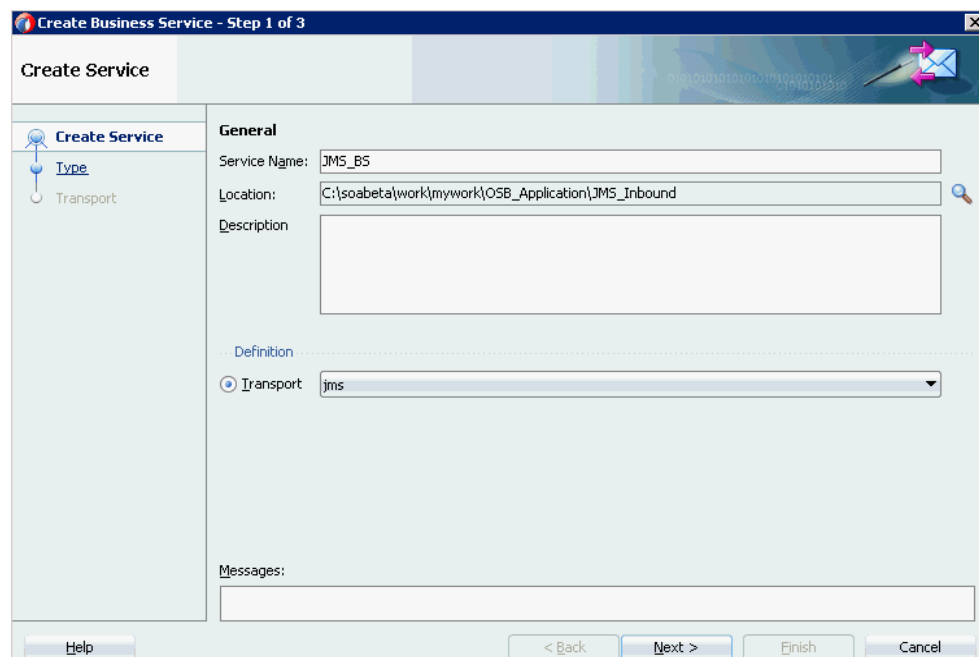 Create Business Service - Step 1 of 3
Create Service
Create Service
Type
Transport
General
Service Name: JMS_BS
Location: C:\soabeta\work\mywork\OSB_Application\JMS_Inbound
Description
Definition
Transport jms
Messages:
Help < Back Next > Finish Cancel